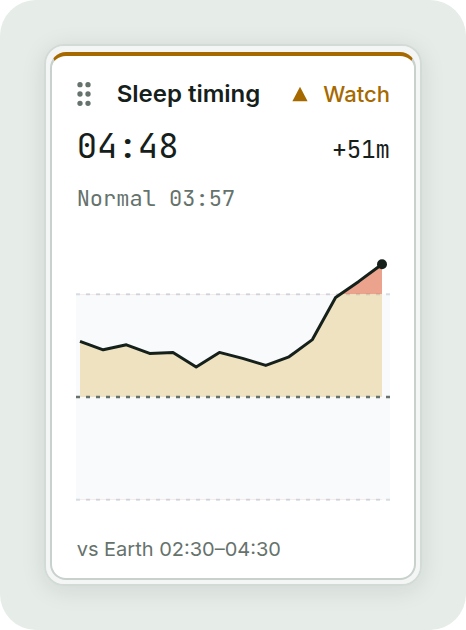 Sleep timing ▲ Watch
04:48 +51m
Normal 03:57
vs Earth 02:30–04:30